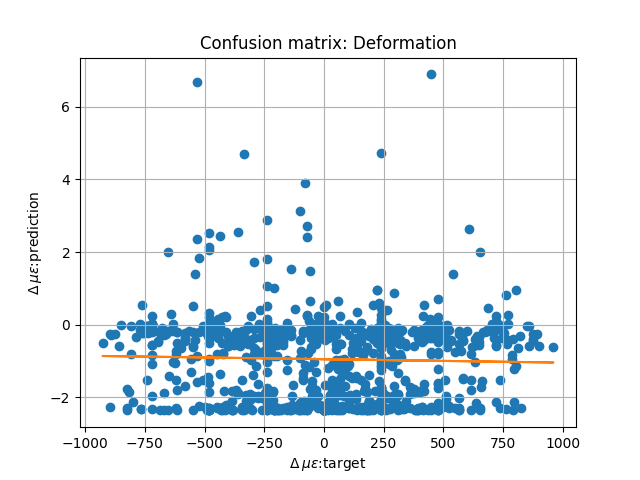 Confusion matrix: Deformation
Δ με:prediction
6
4
2
0
−2
−1000 −750 −500 −250 0 250 500 750 1000
Δ με:target